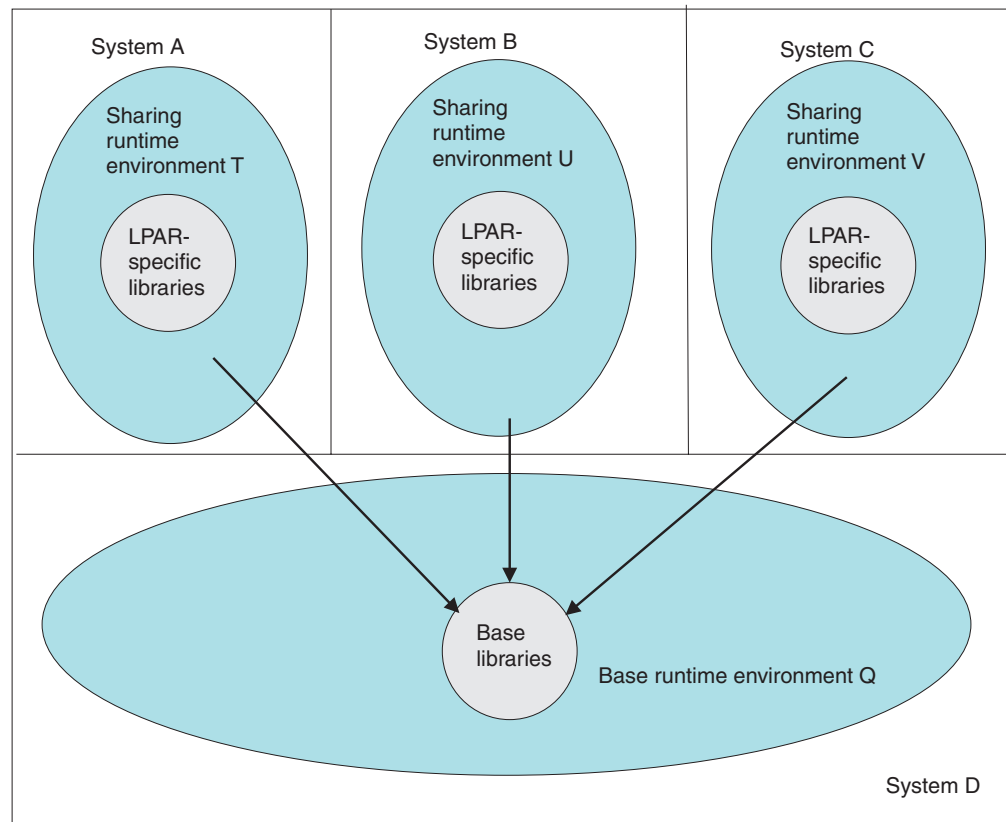 System A
Sharing
runtime
environment T
LPAR-
specific
libraries
System B
Sharing
runtime
environment U
LPAR-
specific
libraries
System C
Sharing
runtime
environment V
LPAR-
specific
libraries
Base
libraries
Base runtime environment Q
System D